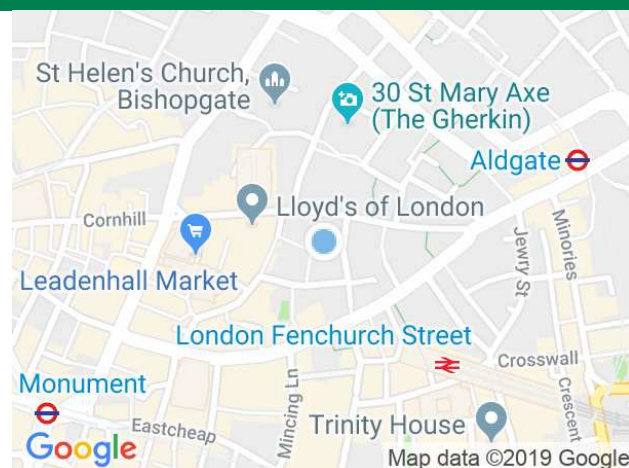 St Helen's Church,
Bishopgate
30 St Mary Axe
(The Gherkin)
Aldgate
Cornhill
Lloyd's of London
Leadenhall Market
Jewry St
Minories
London Fenchurch Street
Crosswall
Monument
Mincing Ln
Crescent
Eastcheap
Trinity House
Google
Map data ©2019 Google